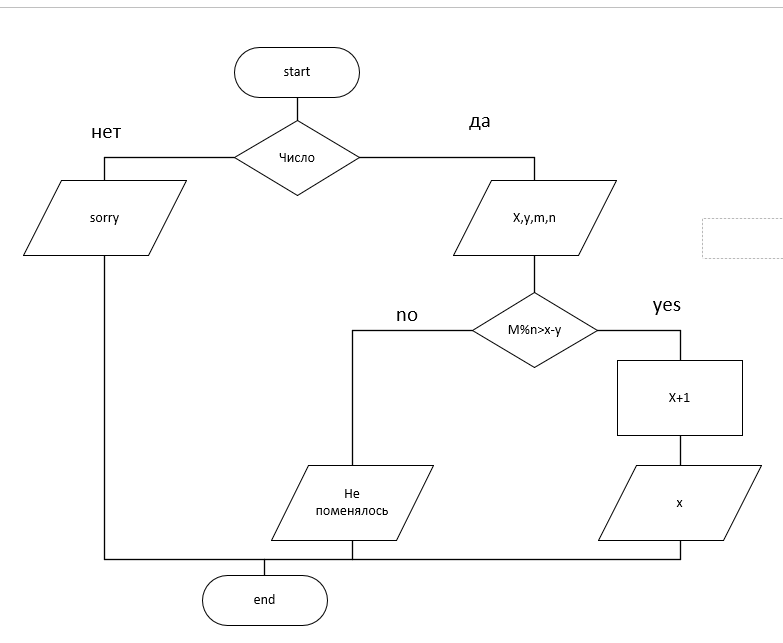 start
нет
да
Число
sorry
X,y,m,n
no
yes
M%n>x-y
X+1
Не
поменялось
x
end